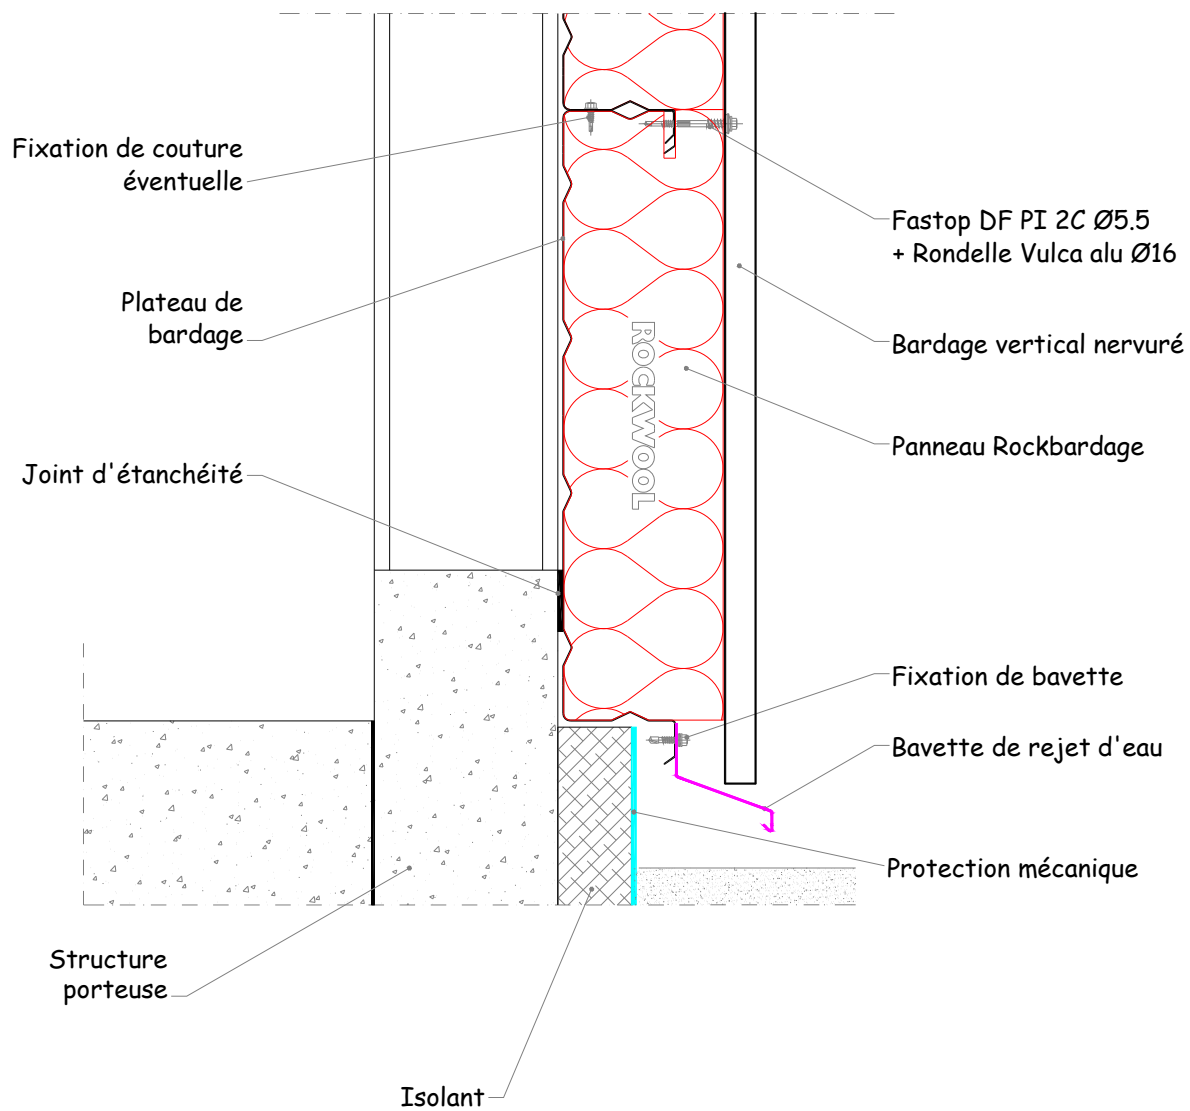 Fixation de couture
éventuelle
Fastop DF PI 2C Ø5.5
+ Rondelle Vulca alu Ø16
Plateau de
bardage
Bardage vertical nervuré
ROCKWOOL
Panneau Rockbardage
Joint d'étanchéité
Fixation de bavette
Bavette de rejet d'eau
Protection mécanique
Structure
porteuse
Isolant